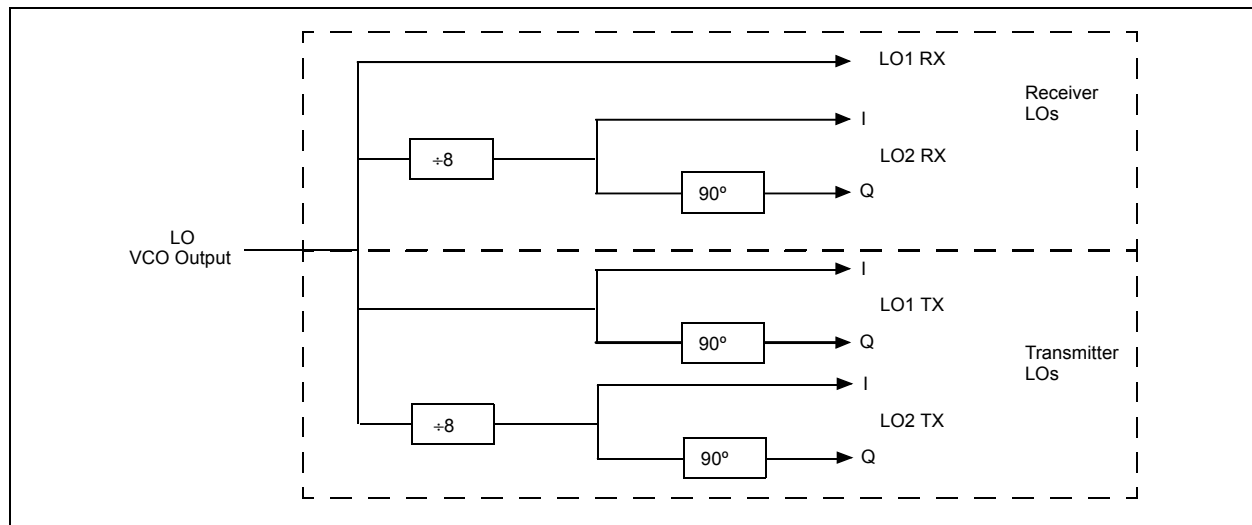 LO1 RX
Receiver
LOs
I
÷8
LO2 RX
90º
Q
LO
VCO Output
I
LO1 TX
90º
Q
Transmitter
LOs
I
÷8
LO2 TX
90º
Q